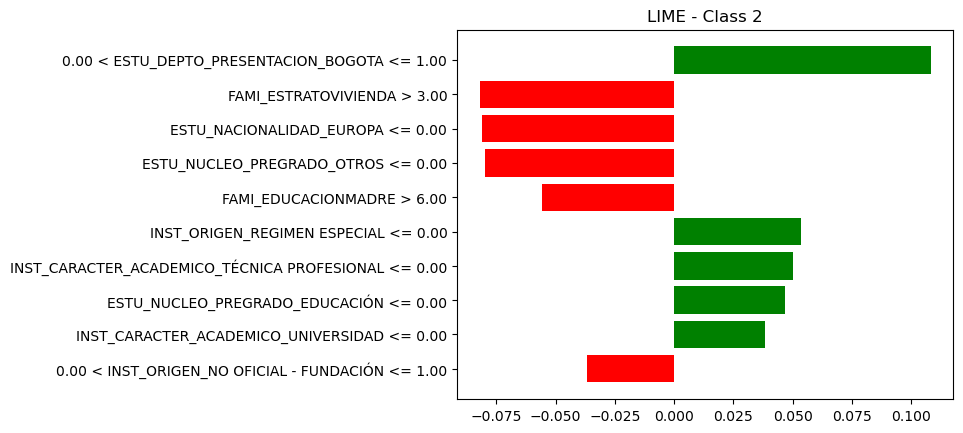 LIME - Class 2
0.00 < ESTU_DEPTO_PRESENTACION_BOGOTA <= 1.00
FAMI_ESTRATOVIVIENDA > 3.00
ESTU_NACIONALIDAD_EUROPA <= 0.00
ESTU_NUCLEO_PREGRADO_OTROS <= 0.00
FAMI_EDUCACIONMADRE > 6.00
INST_ORIGEN_REGIMEN ESPECIAL <= 0.00
INST_CARACTER_ACADEMICO_TÉCNICA PROFESIONAL <= 0.00
ESTU_NUCLEO_PREGRADO_EDUCACIÓN <= 0.00
INST_CARACTER_ACADEMICO_UNIVERSIDAD <= 0.00
0.00 < INST_ORIGEN_NO OFICIAL - FUNDACIÓN <= 1.00
−0.075 −0.050 −0.025 0.000 0.025 0.050 0.075 0.100